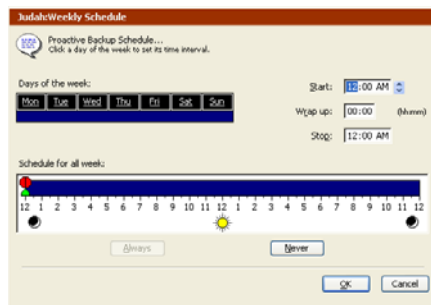 Judah:Weekly Schedule
Proactive Backup Schedule...
Click a day of the week to set its time interval.
Days of the week:
Mon Tue Wed Thu Fri Sat Sun
Start: 12:00 AM
Wrap up: 00:00 (hh:mm)
Stop: 12:00 AM
Schedule for all week:
12 1 2 3 4 5 6 7 8 9 10 11 12 1 2 3 4 5 6 7 8 9 10 11 12
Always Never
OK Cancel